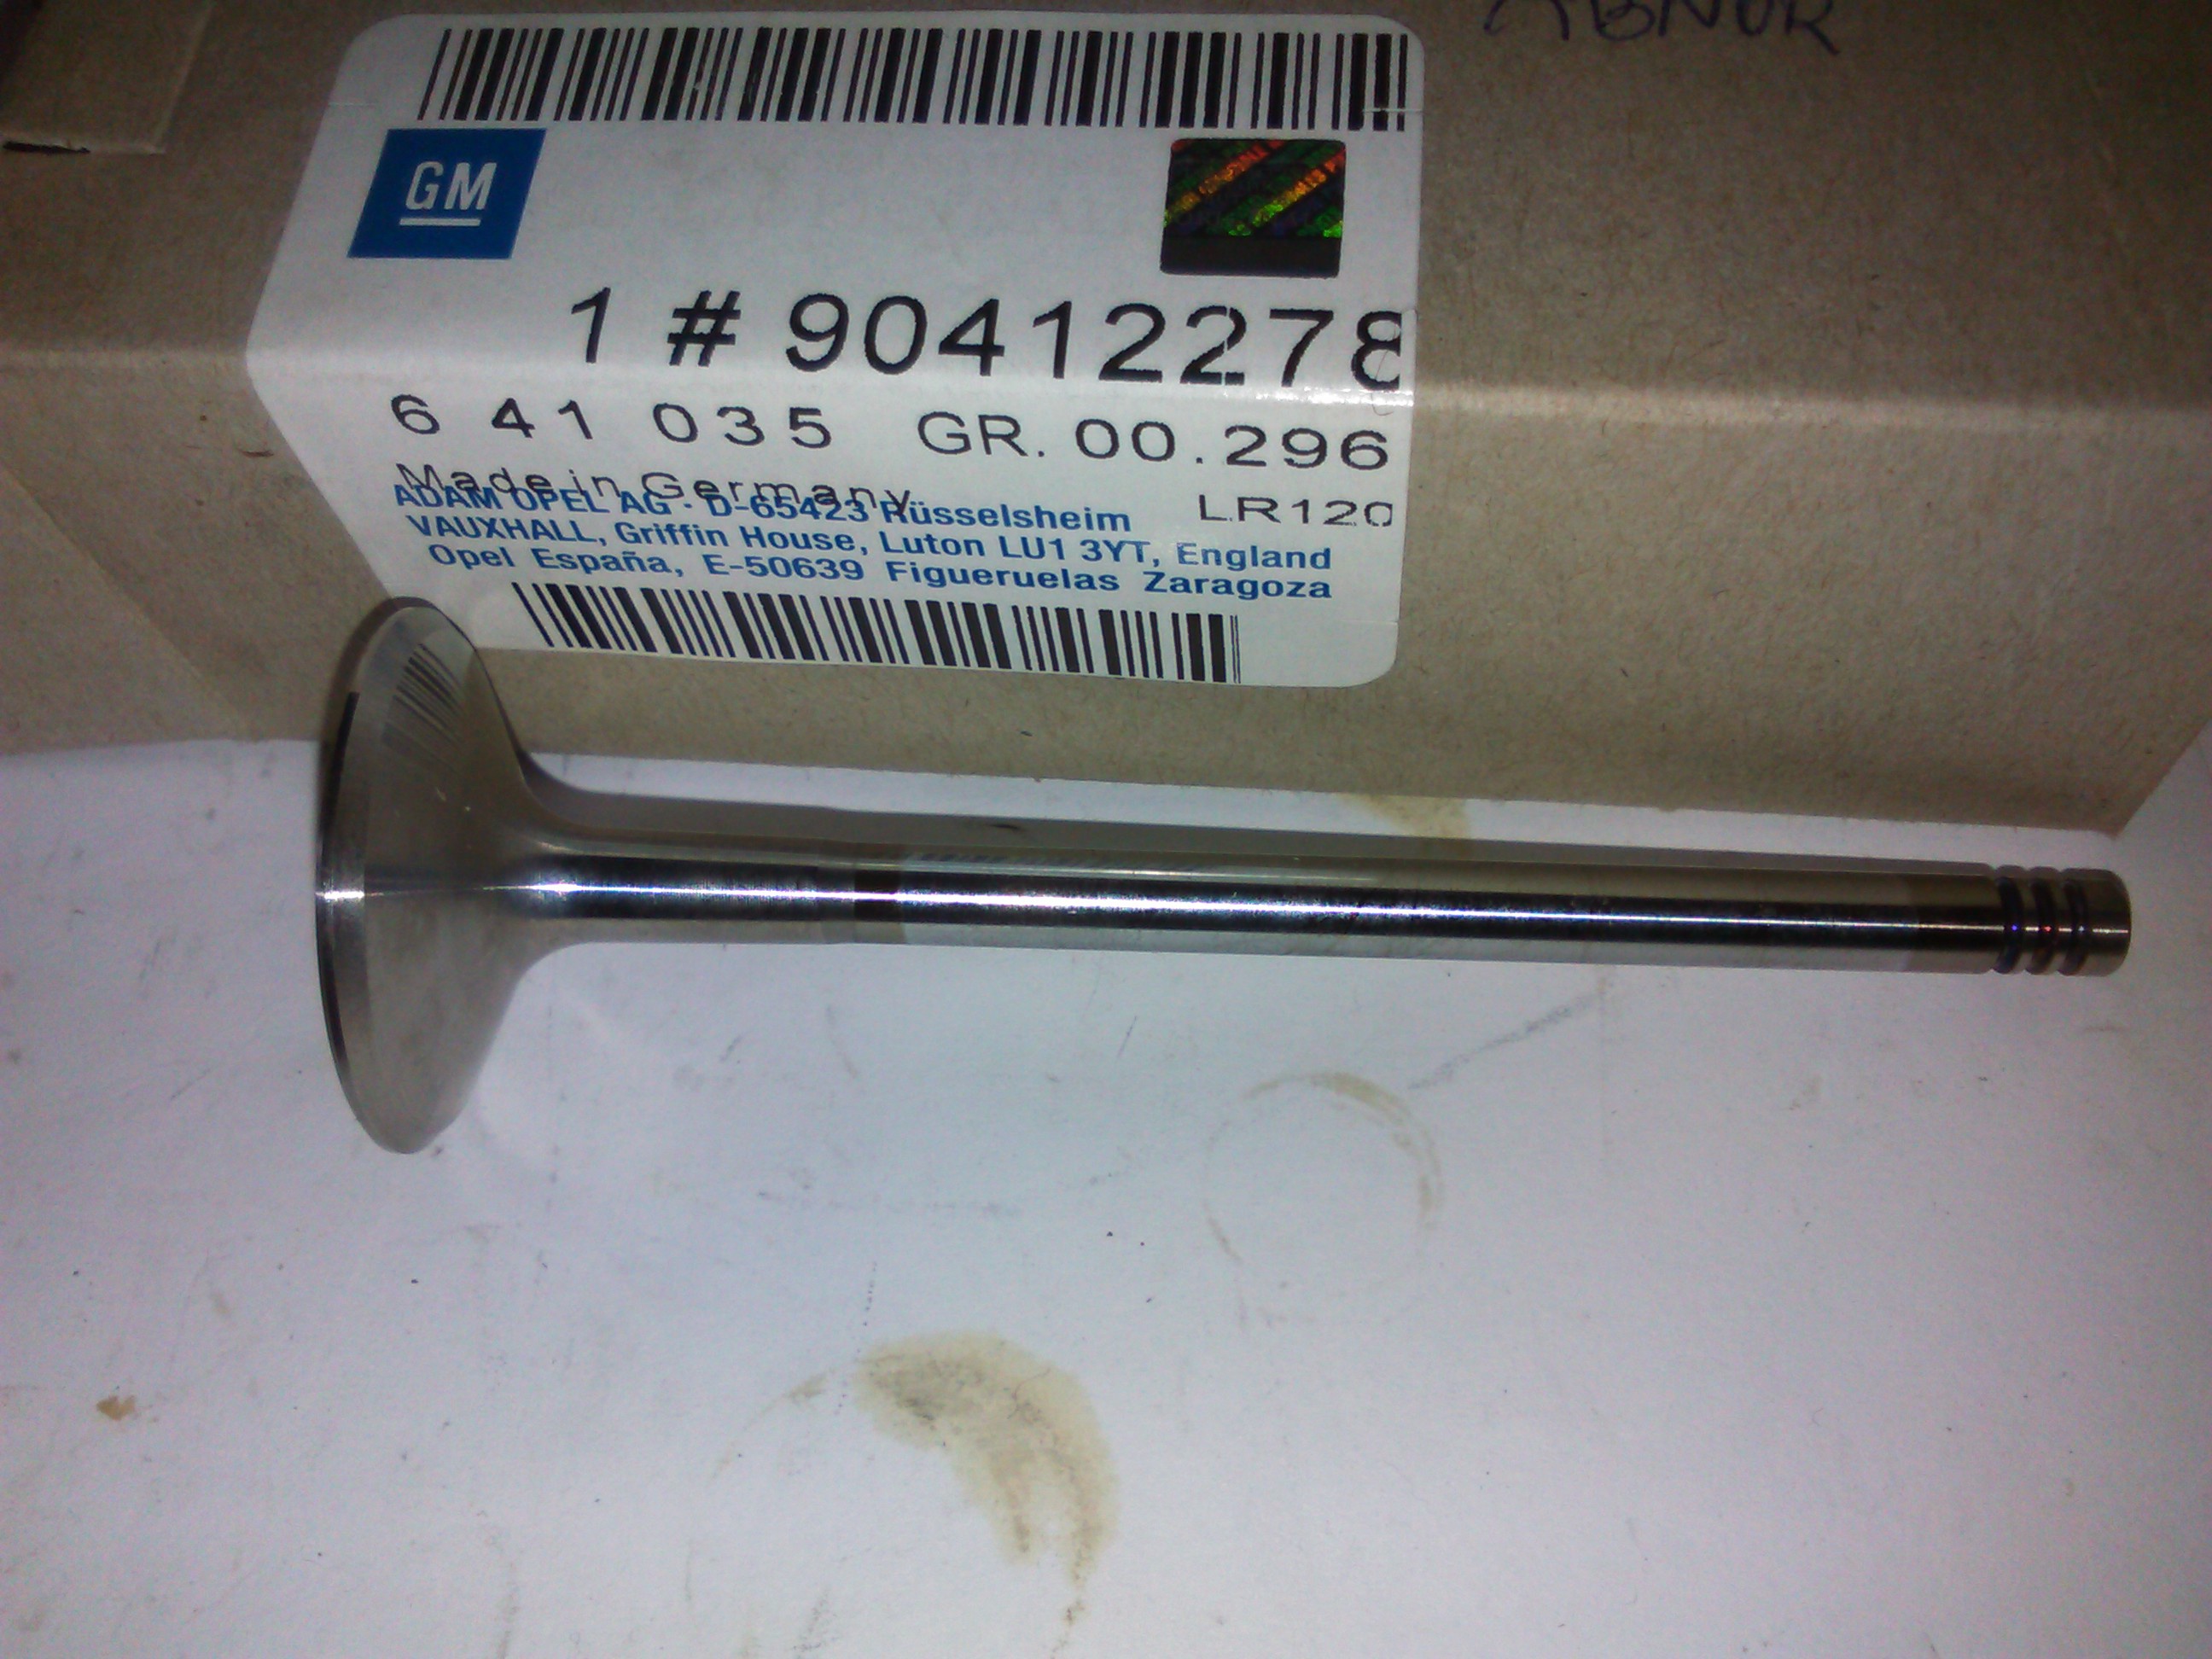 GM
1 # 90412278
6 41 035 GR. 00.296
Made in Germany
ADAM OPEL AG · D-65423 Rüsselsheim
LR120
VAUXHALL, Griffin House, Luton LU1 3YT, England
Opel España, E-50639 Figueruelas Zaragoza